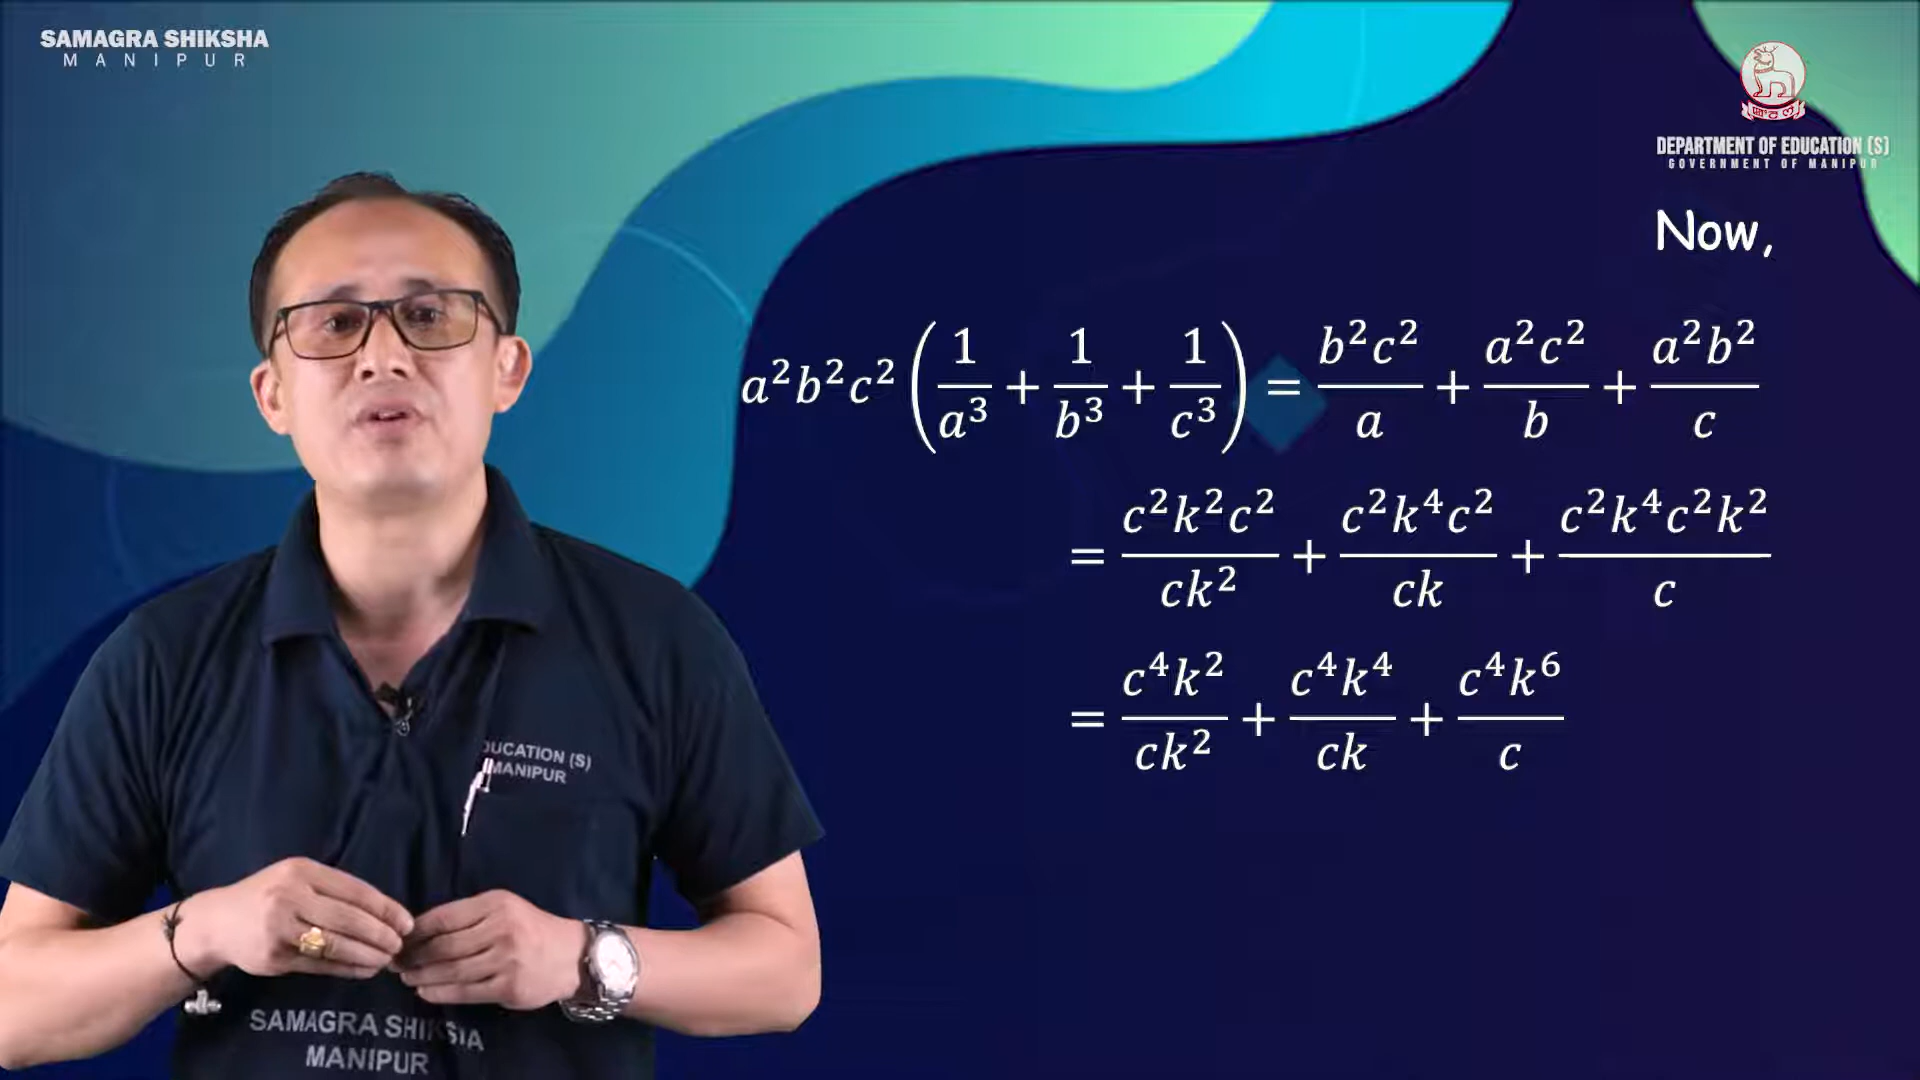 SAMAGRA SHIKSHA
MANIPUR
DEPARTMENT OF EDUCATION (S)
GOVERNMENT OF MANIPUR
Now,
a²b²c² (1/a³ + 1/b³ + 1/c³) = b²c²/a + a²c²/b + a²b²/c
= c²k²c²/ck² + c²k⁴c²/ck + c²k⁴c²k²/c
= c⁴k²/ck² + c⁴k⁴/ck + c⁴k⁶/c
EDUCATION (S)
MANIPUR
SAMAGRA SHIKSHA
MANIPUR